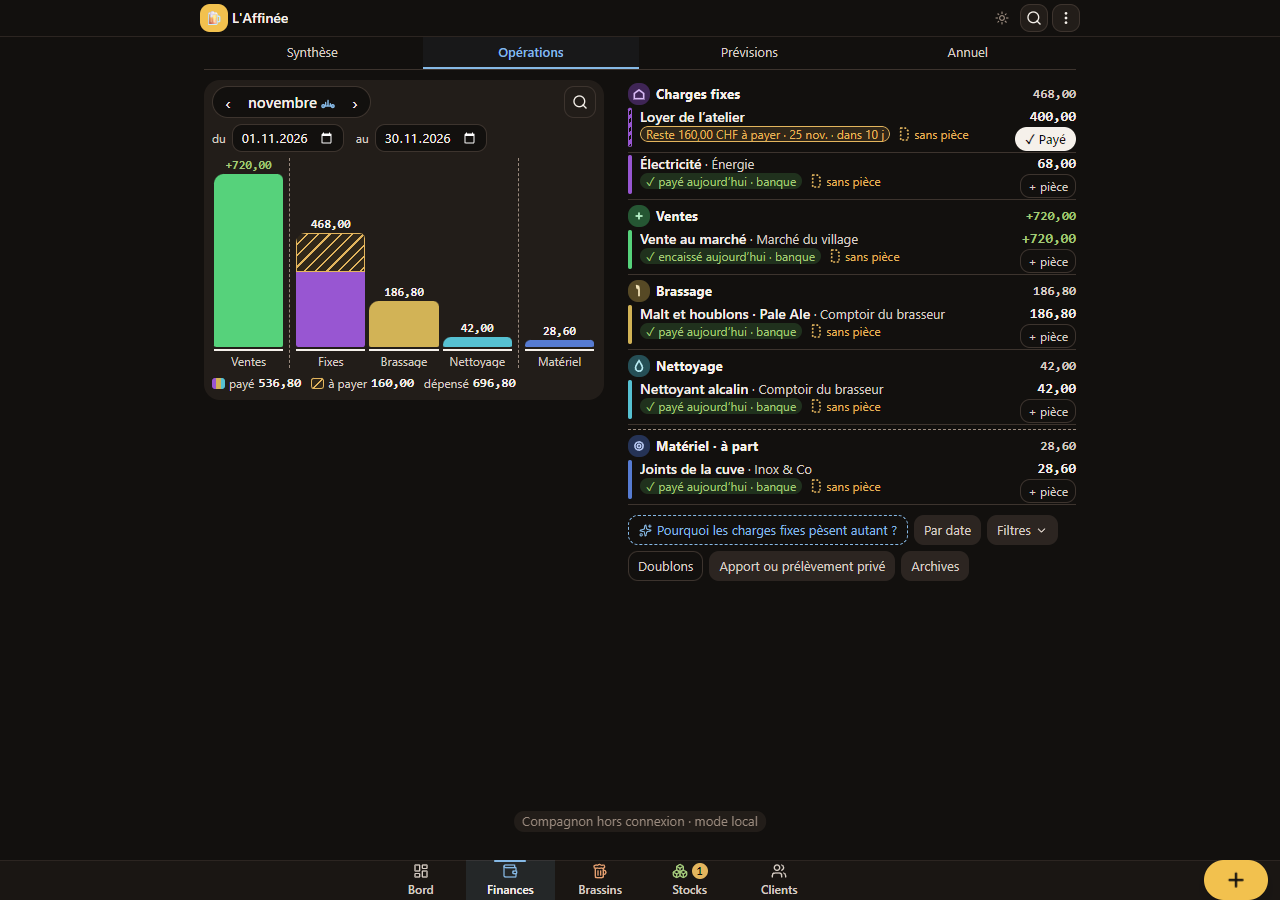 L'Affinée
Synthèse
Opérations
Prévisions
Annuel
‹ novembre ›
du 01.11.2026 au 30.11.2026
+720,00
468,00
186,80
42,00
28,60
Ventes
Fixes
Brassage
Nettoyage
Matériel
payé 536,80 à payer 160,00 dépensé 696,80
Charges fixes 468,00
Loyer de l'atelier 400,00
Reste 160,00 CHF à payer · 25 nov. · dans 10 j sans pièce ✓ Payé
Électricité · Énergie 68,00
✓ payé aujourd'hui · banque sans pièce + pièce
Ventes +720,00
Vente au marché · Marché du village +720,00
✓ encaissé aujourd'hui · banque sans pièce + pièce
Brassage 186,80
Malt et houblons · Pale Ale · Comptoir du brasseur 186,80
✓ payé aujourd'hui · banque sans pièce + pièce
Nettoyage 42,00
Nettoyant alcalin · Comptoir du brasseur 42,00
✓ payé aujourd'hui · banque sans pièce + pièce
Matériel · à part 28,60
Joints de la cuve · Inox & Co 28,60
✓ payé aujourd'hui · banque sans pièce + pièce
Pourquoi les charges fixes pèsent autant ? Par date Filtres
Doublons Apport ou prélèvement privé Archives
Compagnon hors connexion · mode local
1
Bord
Finances
Brassins
Stocks
Clients
+